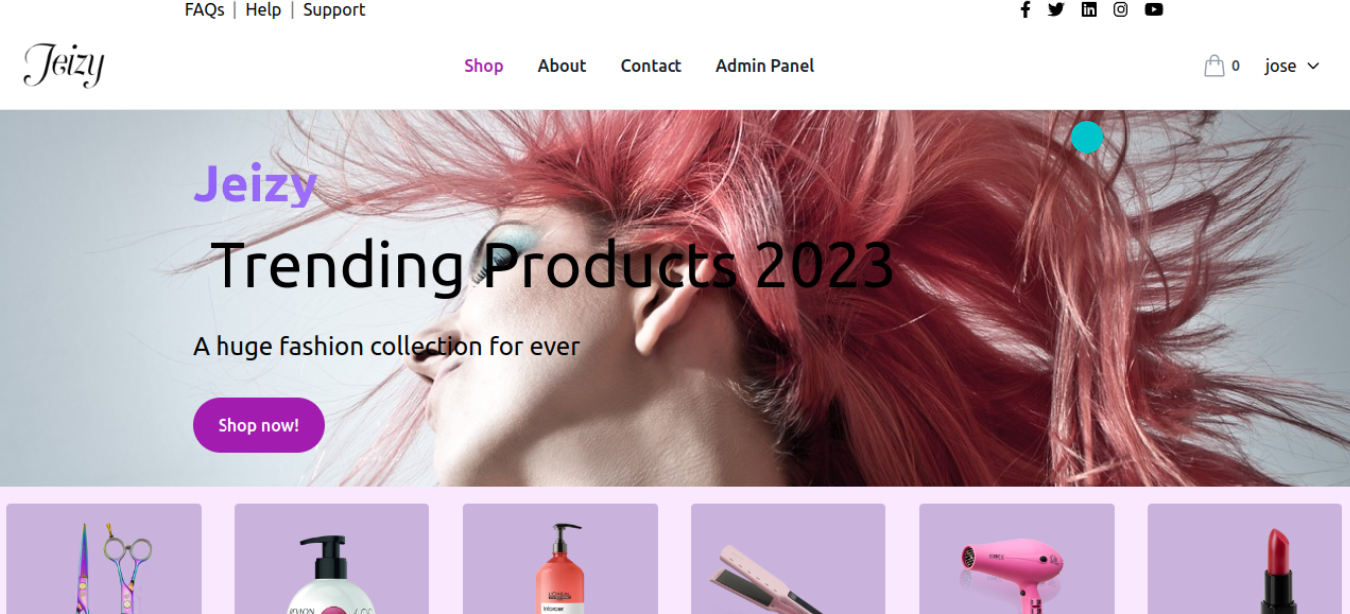 FAQs | Help | Support
Jeizy
Shop About Contact Admin Panel
0 jose
Jeizy
Trending Products 2023
A huge fashion collection for ever
Shop now!